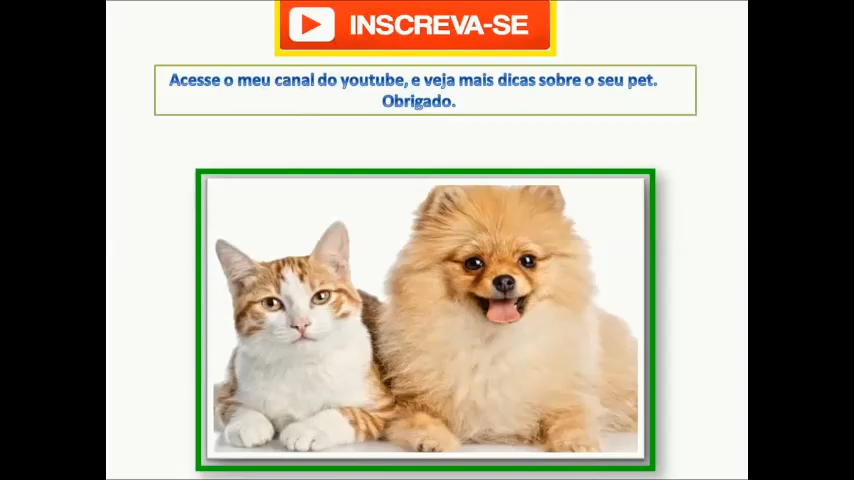 INSCREVA-SE
Acesse o meu canal do youtube, e veja mais dicas sobre o seu pet.
Obrigado.